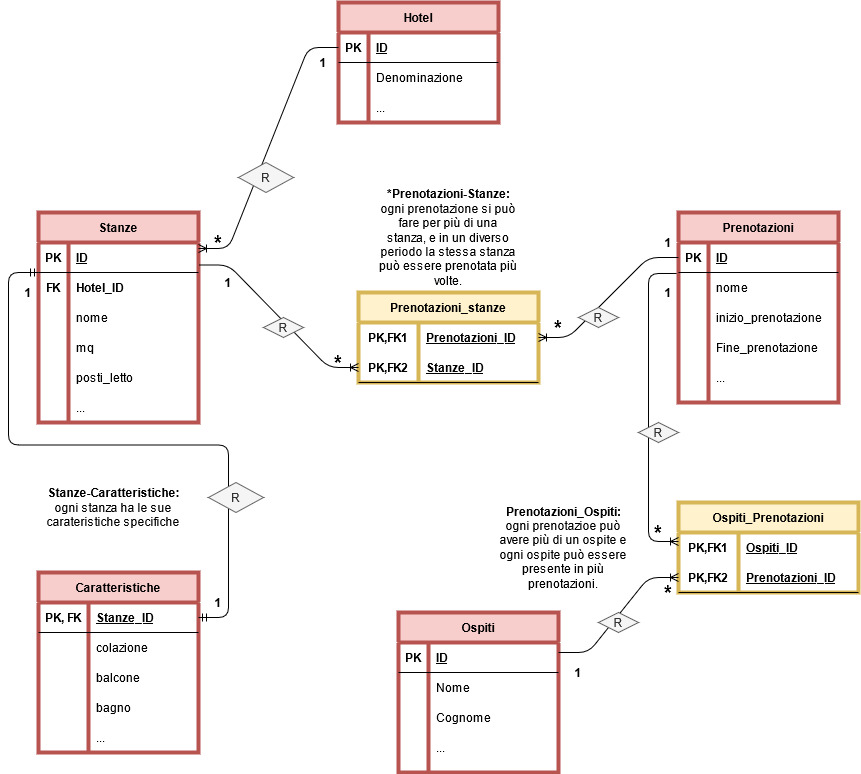 Hotel
PK ID
Denominazione
...
1
R
*
*Prenotazioni-Stanze:
ogni prenotazione si può
fare per più di una
stanza, e in un diverso
periodo la stessa stanza
può essere prenotata più
volte.
Stanze
PK ID
FK Hotel_ID
nome
mq
posti_letto
...
1
1
R
*
Prenotazioni_stanze
PK,FK1 Prenotazioni_ID
PK,FK2 Stanze_ID
*
R
1
Prenotazioni
PK ID
nome
inizio_prenotazione
Fine_prenotazione
...
1
R
*
Stanze-Caratteristiche:
ogni stanza ha le sue
carateristiche specifiche
R
1
Caratteristiche
PK, FK Stanze_ID
colazione
balcone
bagno
...
Prenotazioni_Ospiti:
ogni prenotazioe può
avere più di un ospite e
ogni ospite può essere
presente in più
prenotazioni.
Ospiti_Prenotazioni
PK,FK1 Ospiti_ID
PK,FK2 Prenotazioni_ID
*
R
1
Ospiti
PK ID
Nome
Cognome
...